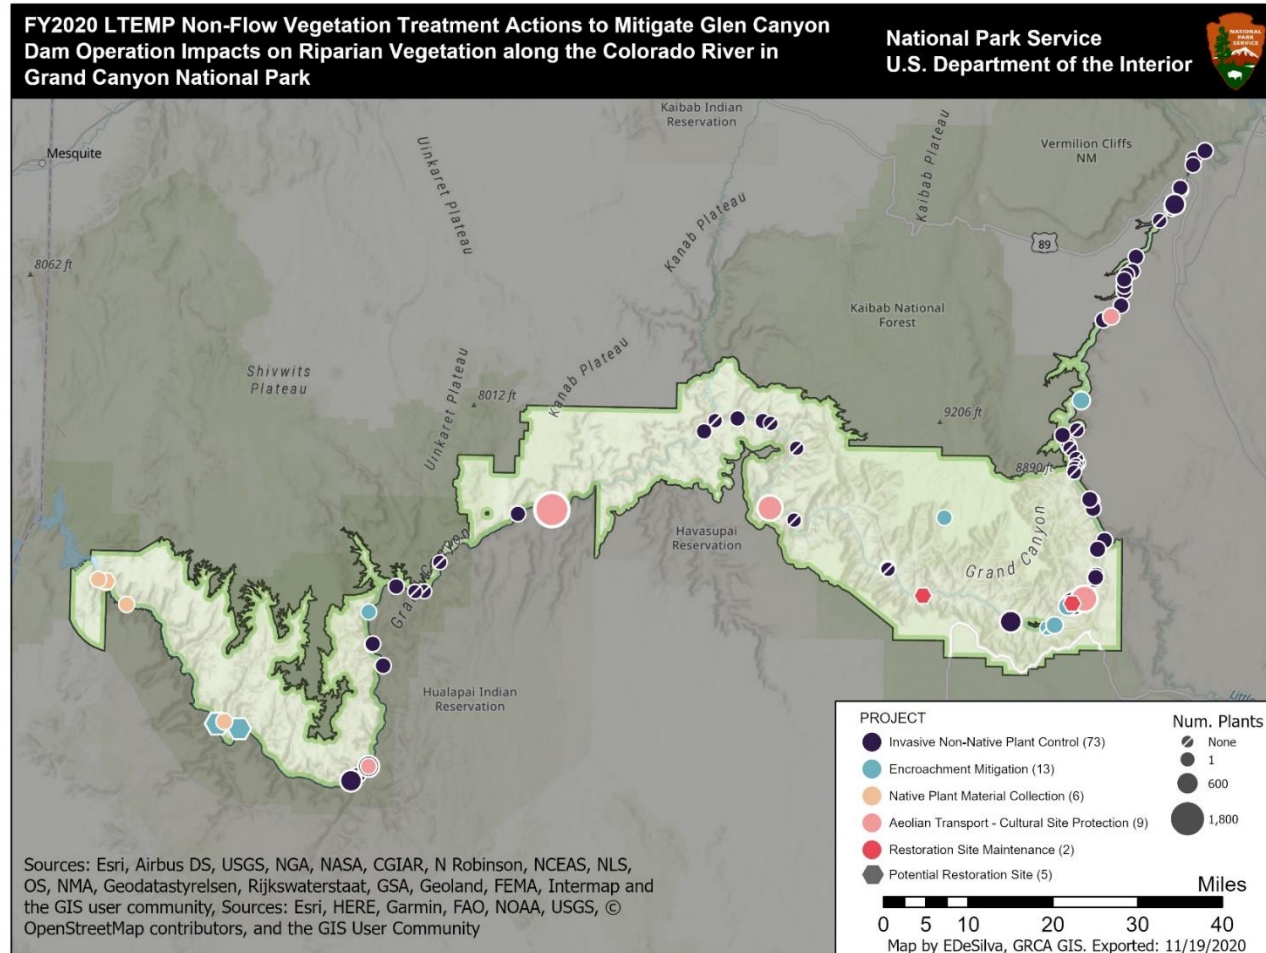 FY2020 LTEMP Non-Flow Vegetation Treatment Actions to Mitigate Glen Canyon
Dam Operation Impacts on Riparian Vegetation along the Colorado River in
Grand Canyon National Park
National Park Service
U.S. Department of the Interior
NATIONAL
PARK
SERVICE
Kaibab Indian
Reservation
Mesquite
Uinkaret Plateau
Kaibab Plateau
Vermilion Cliffs
NM
Kanab Plateau
89
8062 ft
Kaibab National
Forest
Shivwits
Plateau
Uinkaret Plateau
Kanab Plateau
8012 ft
9206 ft
8890 ft
Havasupai
Reservation
Grand Canyon
Grand Canyon
Hualapai Indian
Reservation
Little
PROJECT
Invasive Non-Native Plant Control (73)
Encroachment Mitigation (13)
Native Plant Material Collection (6)
Aeolian Transport - Cultural Site Protection (9)
Restoration Site Maintenance (2)
Potential Restoration Site (5)
Num. Plants
None
1
600
1,800
Miles
0 5 10 20 30 40
Map by EDeSilva, GRCA GIS. Exported: 11/19/2020
Sources: Esri, Airbus DS, USGS, NGA, NASA, CGIAR, N Robinson, NCEAS, NLS,
OS, NMA, Geodatastyrelsen, Rijkswaterstaat, GSA, Geoland, FEMA, Intermap and
the GIS user community, Sources: Esri, HERE, Garmin, FAO, NOAA, USGS, ©
OpenStreetMap contributors, and the GIS User Community